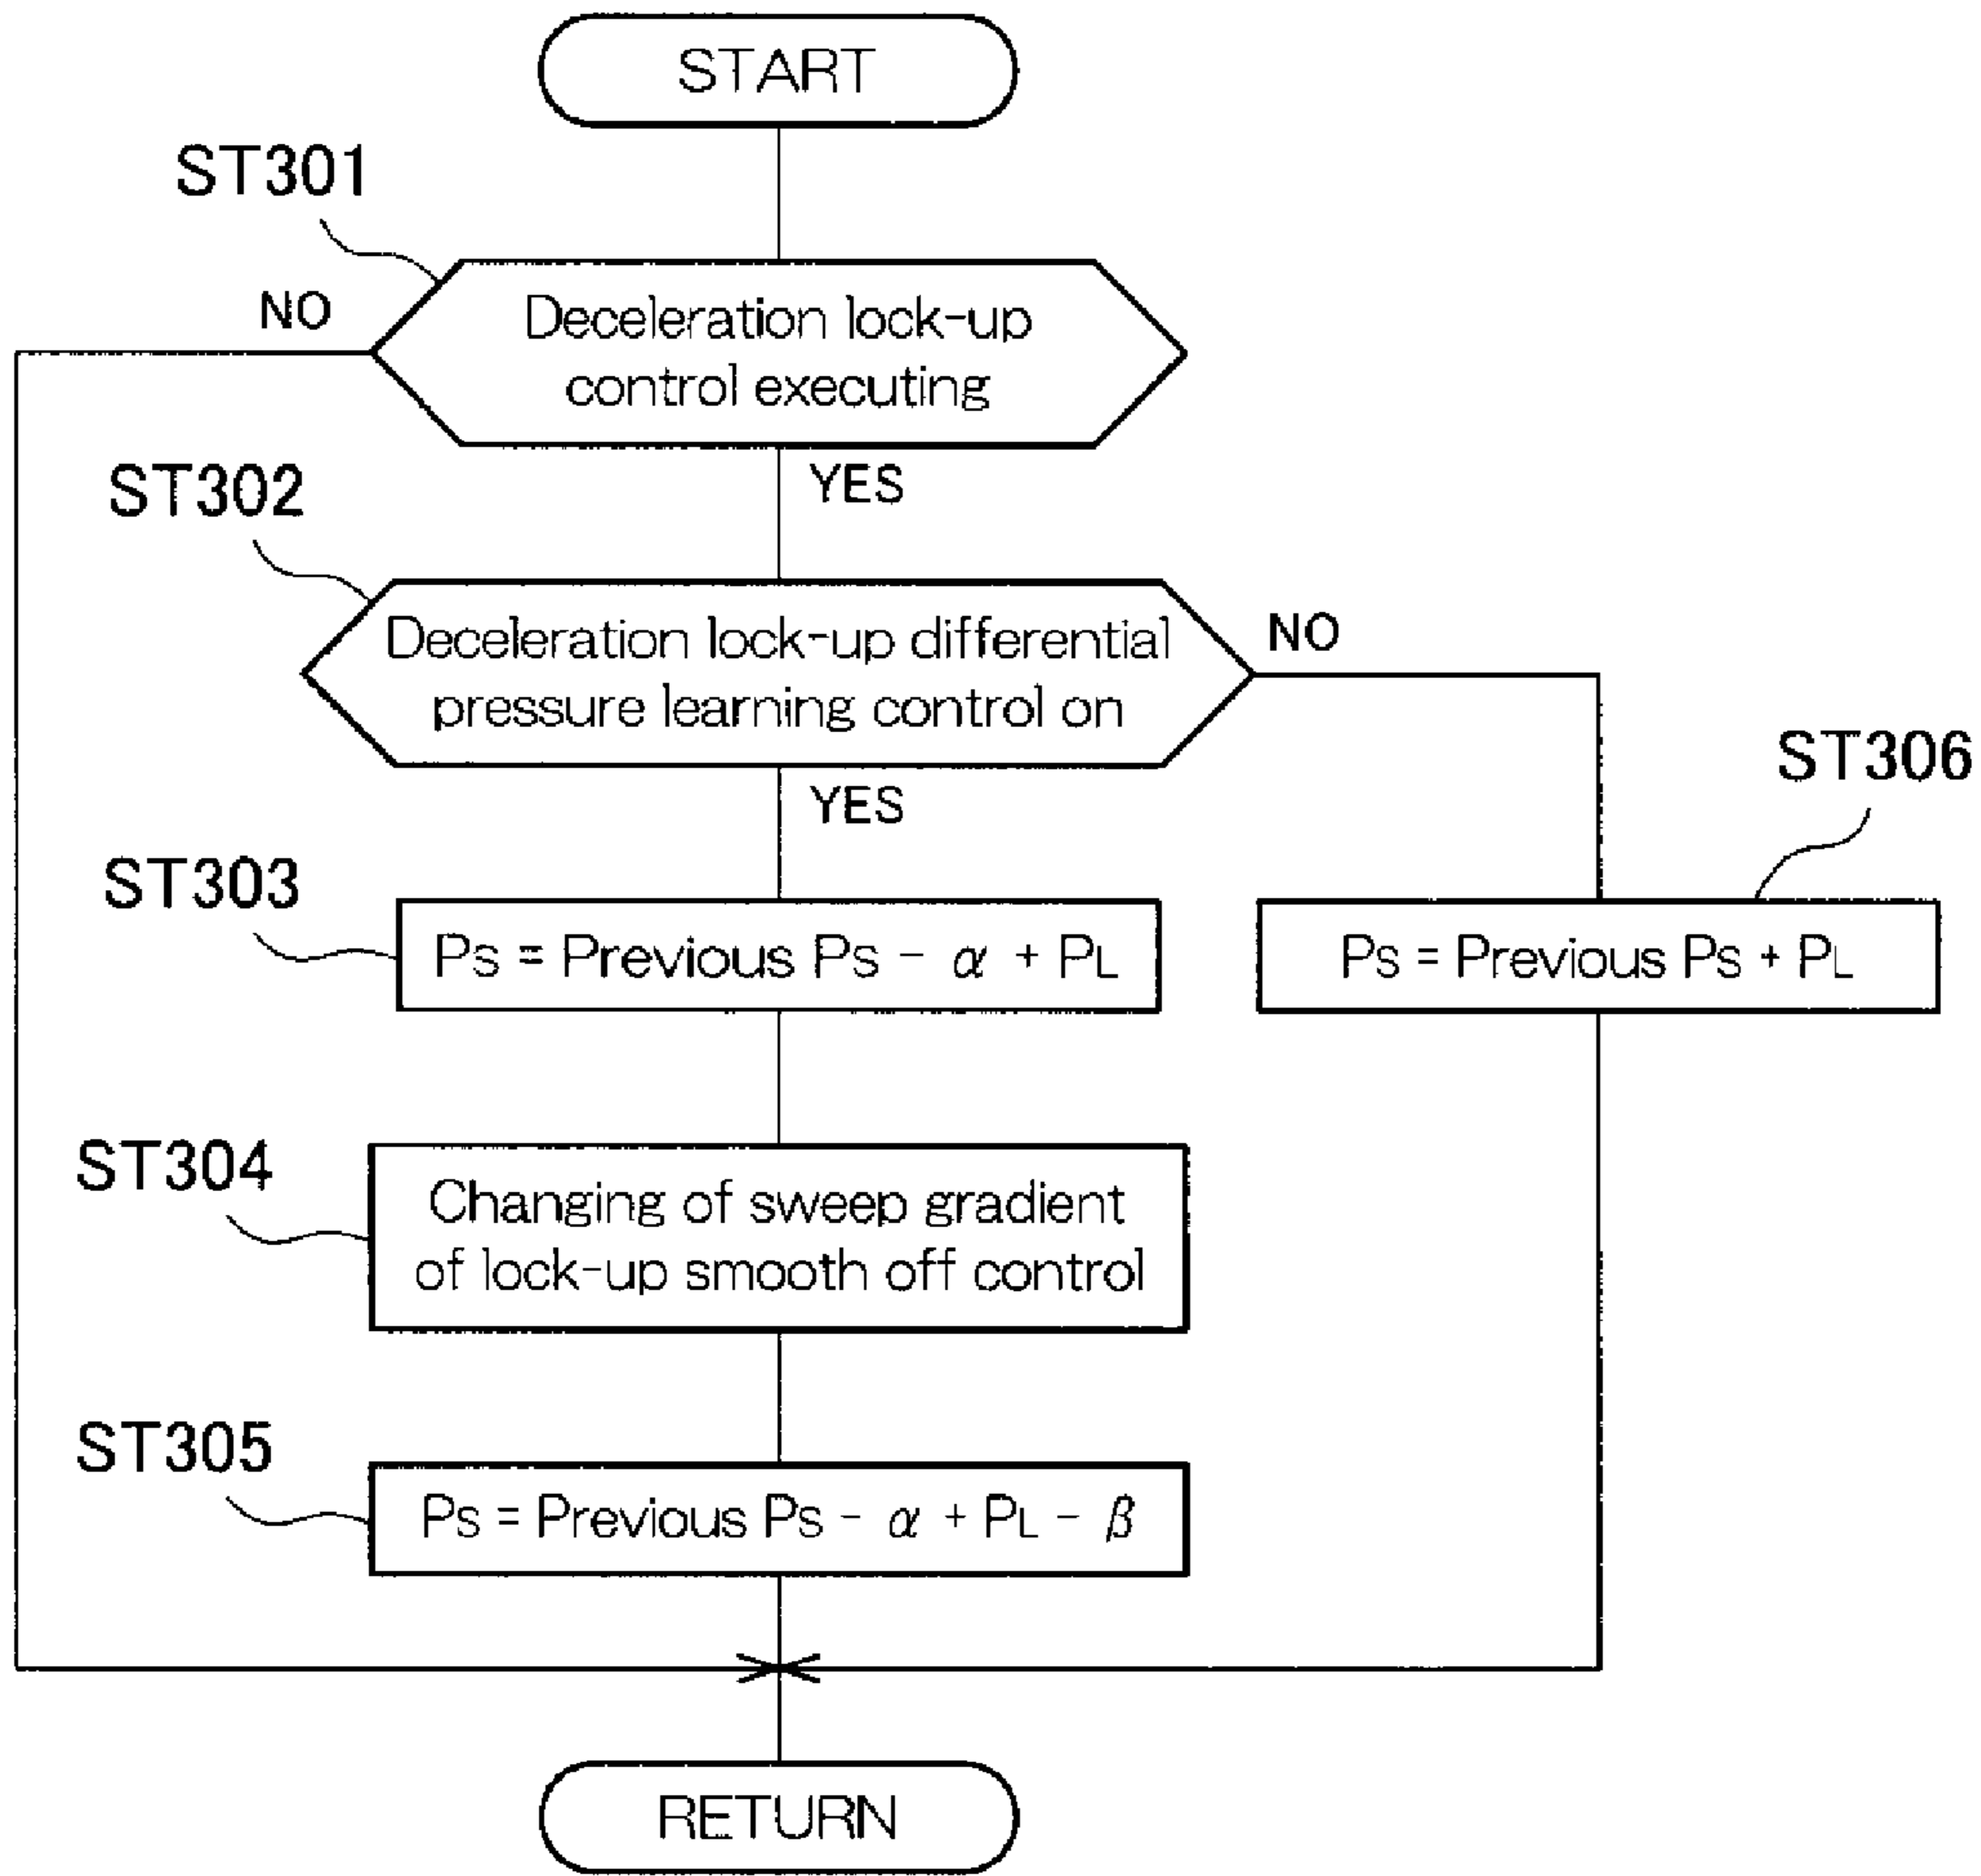 START
ST301
NO
Deceleration lock-up
control executing
YES
ST302
Deceleration lock-up differential
pressure learning control on
NO
YES
ST306
ST303
PS = Previous PS - α + PL
PS = Previous PS + PL
ST304
Changing of sweep gradient
of lock-up smooth off control
ST305
PS = Previous PS - α + PL - β
RETURN